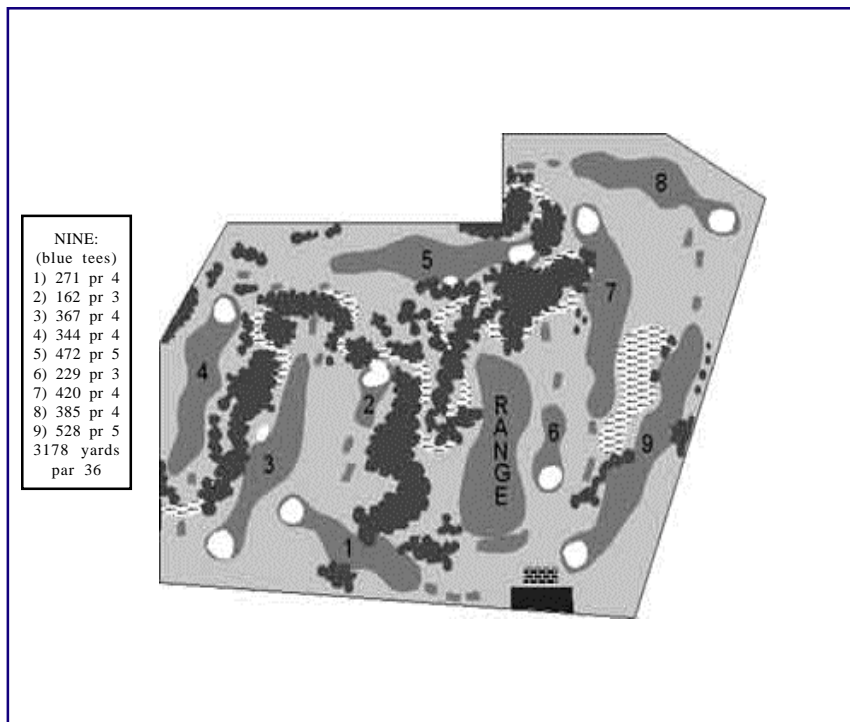 NINE:
(blue tees)
1) 271 pr 4
2) 162 pr 3
3) 367 pr 4
4) 344 pr 4
5) 472 pr 5
6) 229 pr 3
7) 420 pr 4
8) 385 pr 4
9) 528 pr 5
3178 yards
par 36
8
5
7
4
2
RANGE
6
9
3
1